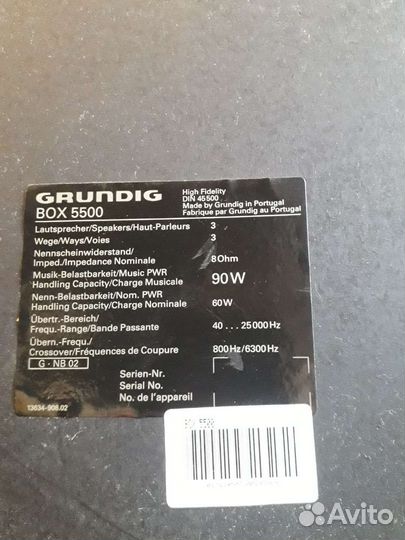 GRUNDIG
BOX 5500
High Fidelity
DIN 45500
Made by Grundig in Portugal
Fabrique par Grundig au Portugal
Lautsprecher/Speakers/Haut-Parleurs 3
Wege/Ways/Voies 3
Nennscheinwiderstand/
Imped./Impedance Nominale 8 Ohm
Musik-Belastbarkeit/Music PWR
Handling Capacity/Charge Musicale 90 W
Nenn-Belastbarkeit/Nom. PWR
Handling Capacity/Charge Nominale 60 W
Übertr.-Bereich/
Frequ.-Range/Bande Passante 40 ... 25000 Hz
Übern.-Frequ./
Crossover/Fréquences de Coupure 800 Hz/6300 Hz
G - NB 02
Serien-Nr.
Serial No.
No. de l'appareil
13634-908.02
BOX 5500
Avito